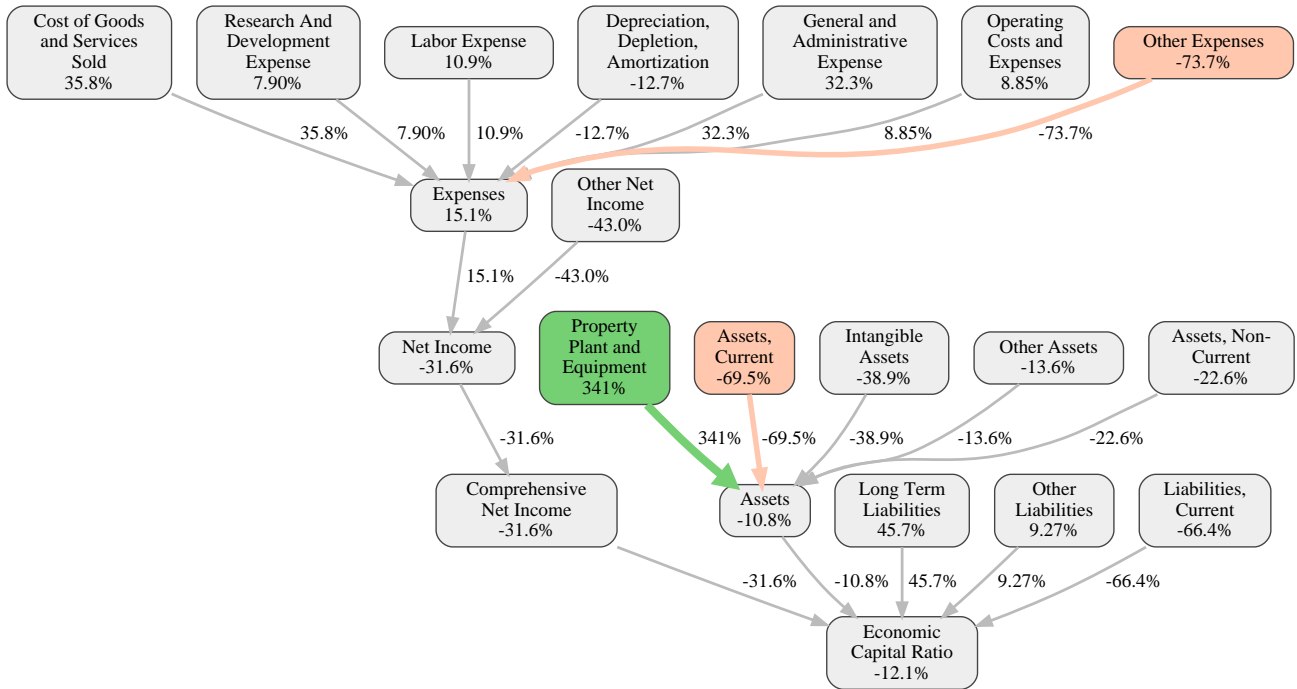 Cost of Goods
and Services
Sold
35.8%
Research And
Development
Expense
7.90%
Labor Expense
10.9%
Depreciation,
Depletion,
Amortization
-12.7%
General and
Administrative
Expense
32.3%
Operating
Costs and
Expenses
8.85%
Other Expenses
-73.7%
35.8%
7.90%
10.9%
-12.7%
32.3%
8.85%
-73.7%
Expenses
15.1%
Other Net
Income
-43.0%
15.1%
-43.0%
Net Income
-31.6%
Property
Plant and
Equipment
341%
Assets,
Current
-69.5%
Intangible
Assets
-38.9%
Other Assets
-13.6%
Assets, Non-
Current
-22.6%
-31.6%
341%
-69.5%
-38.9%
-13.6%
-22.6%
Comprehensive
Net Income
-31.6%
Assets
-10.8%
Long Term
Liabilities
45.7%
Other
Liabilities
9.27%
Liabilities,
Current
-66.4%
-31.6%
-10.8%
45.7%
9.27%
-66.4%
Economic
Capital Ratio
-12.1%